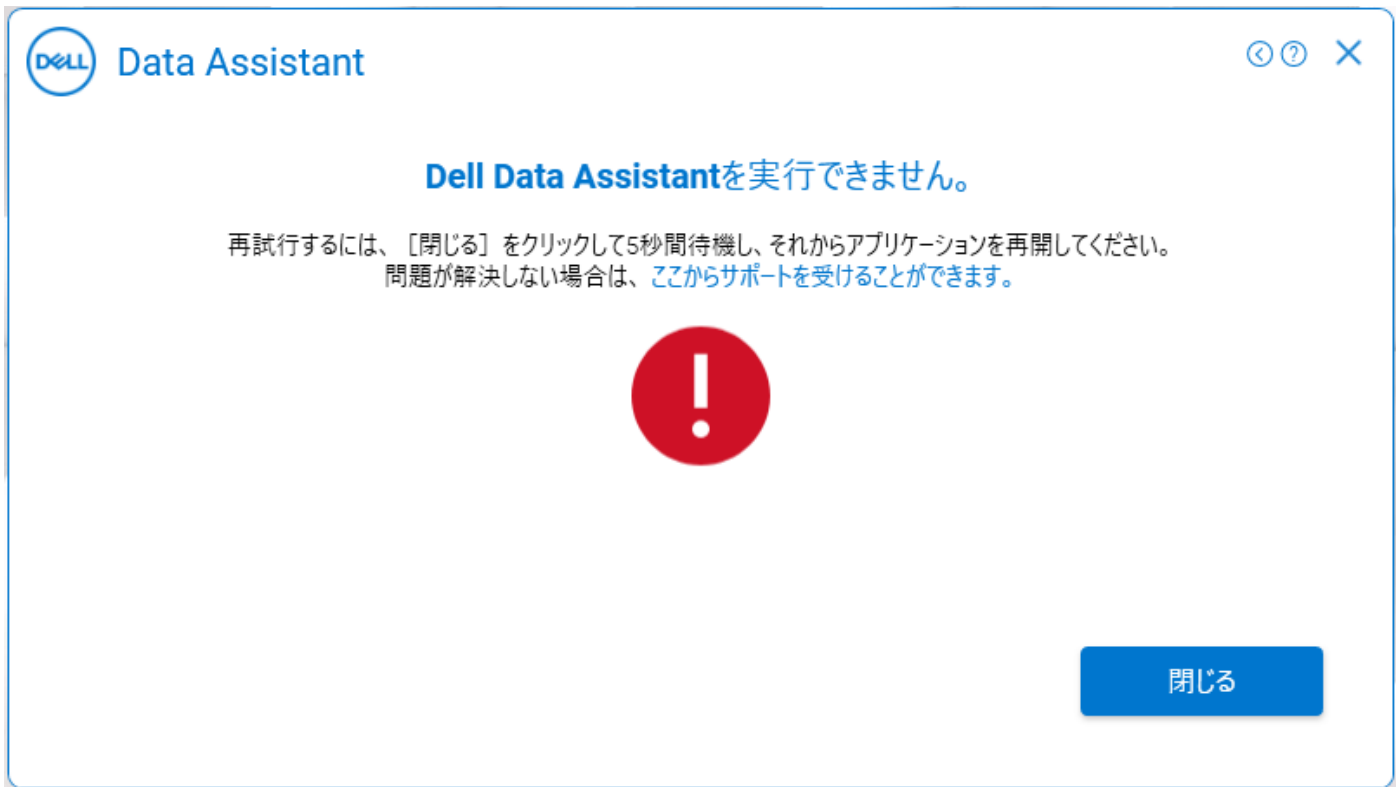 DELL
Data Assistant
Dell Data Assistantを実行できません。
再試行するには、［閉じる］をクリックして5秒間待機し、それからアプリケーションを再開してください。
問題が解決しない場合は、ここからサポートを受けることができます。
閉じる